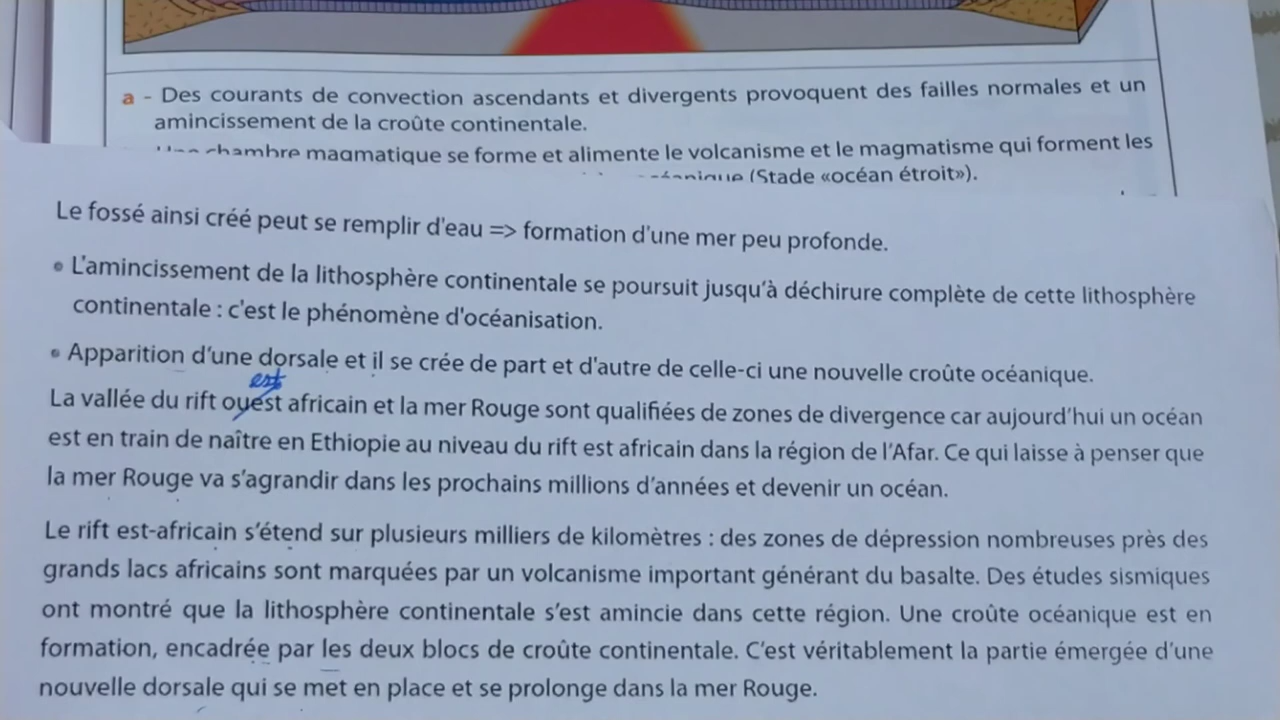 a - Des courants de convection ascendants et divergents provoquent des failles normales et un
amincissement de la croûte continentale.
chambre magmatique se forme et alimente le volcanisme et le magmatisme qui forment les
(Stade «océan étroit»).
Le fossé ainsi créé peut se remplir d'eau => formation d'une mer peu profonde.
• L'amincissement de la lithosphère continentale se poursuit jusqu'à déchirure complète de cette lithosphère
continentale : c'est le phénomène d'océanisation.
• Apparition d'une dorsale et il se crée de part et d'autre de celle-ci une nouvelle croûte océanique.
est
La vallée du rift ouest africain et la mer Rouge sont qualifiées de zones de divergence car aujourd'hui un océan
est en train de naître en Ethiopie au niveau du rift est africain dans la région de l'Afar. Ce qui laisse à penser que
la mer Rouge va s'agrandir dans les prochains millions d'années et devenir un océan.
Le rift est-africain s'étend sur plusieurs milliers de kilomètres : des zones de dépression nombreuses près des
grands lacs africains sont marquées par un volcanisme important générant du basalte. Des études sismiques
ont montré que la lithosphère continentale s'est amincie dans cette région. Une croûte océanique est en
formation, encadrée par les deux blocs de croûte continentale. C'est véritablement la partie émergée d'une
nouvelle dorsale qui se met en place et se prolonge dans la mer Rouge.